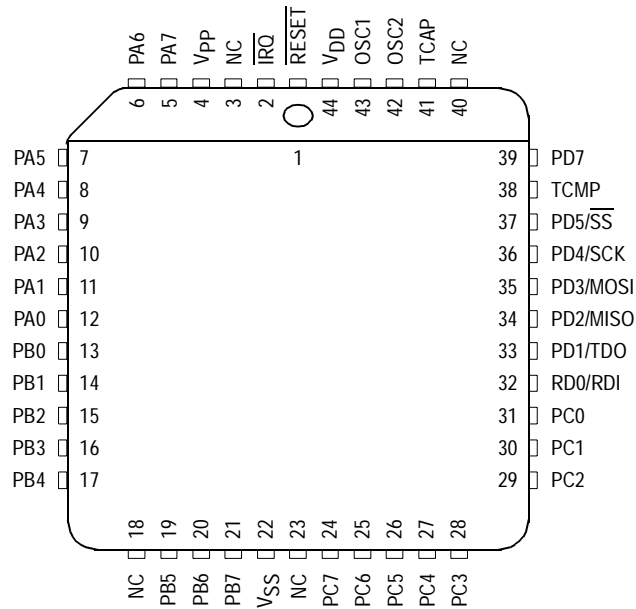 PA6 PA7 VPP NC I̅R̅Q̅ R̅E̅S̅E̅T̅ VDD OSC1 OSC2 TCAP NC
6 5 4 3 2 44 43 42 41 40
1
PA5 7 39 PD7
PA4 8 38 TCMP
PA3 9 37 PD5/S̅S̅
PA2 10 36 PD4/SCK
PA1 11 35 PD3/MOSI
PA0 12 34 PD2/MISO
PB0 13 33 PD1/TDO
PB1 14 32 RD0/RDI
PB2 15 31 PC0
PB3 16 30 PC1
PB4 17 29 PC2
18 19 20 21 22 23 24 25 26 27 28
NC PB5 PB6 PB7 VSS NC PC7 PC6 PC5 PC4 PC3